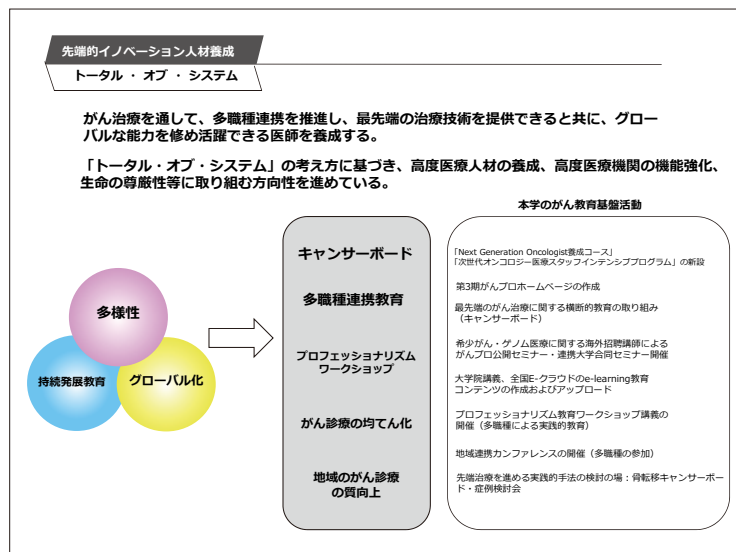 先端的イノベーション人材養成
トータル ・ オブ ・ システム
がん治療を通して、多職種連携を推進し、最先端の治療技術を提供できると共に、グロー
バルな能力を修め活躍できる医師を養成する。
「トータル・オブ・システム」の考え方に基づき、高度医療人材の養成、高度医療機関の機能強化、
生命の尊厳性等に取り組む方向性を進めている。
多様性
持続発展教育
グローバル化
キャンサーボード
多職種連携教育
プロフェッショナリズム
ワークショップ
がん診療の均てん化
地域のがん診療
の質向上
本学のがん教育基盤活動
「Next Generation Oncologist養成コース」
「次世代オンコロジー医療スタッフインテンシブプログラム」の新設
第3期がんプロホームページの作成
最先端のがん治療に関する横断的教育の取り組み
（キャンサーボード）
希少がん・ゲノム医療に関する海外招聘講師による
がんプロ公開セミナー・連携大学合同セミナー開催
大学院講義、全国E-クラウドのe-learning教育
コンテンツの作成およびアップロード
プロフェッショナリズム教育ワークショップ講義の
開催（多職種による実践的教育）
地域連携カンファレンスの開催（多職種の参加）
先端治療を進める実践的手法の検討の場：骨転移キャンサーボー
ド・症例検討会